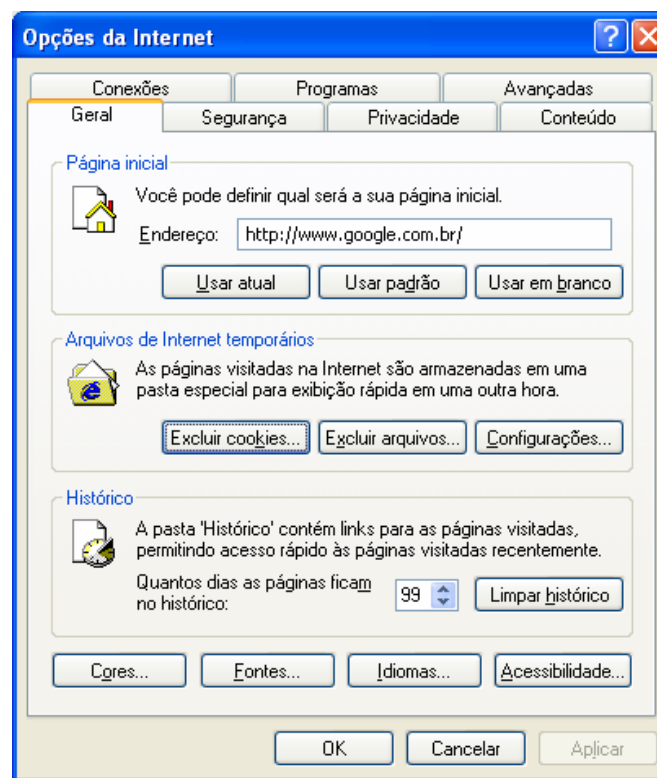 Opções da Internet
Conexões Programas Avançadas
Geral Segurança Privacidade Conteúdo
Página inicial
Você pode definir qual será a sua página inicial.
Endereço: http://www.google.com.br/
Usar atual Usar padrão Usar em branco
Arquivos de Internet temporários
As páginas visitadas na Internet são armazenadas em uma
pasta especial para exibição rápida em uma outra hora.
Excluir cookies... Excluir arquivos... Configurações...
Histórico
A pasta 'Histórico' contém links para as páginas visitadas,
permitindo acesso rápido às páginas visitadas recentemente.
Quantos dias as páginas ficam
no histórico: 99 Limpar histórico
Cores... Fontes... Idiomas... Acessibilidade...
OK Cancelar Aplicar